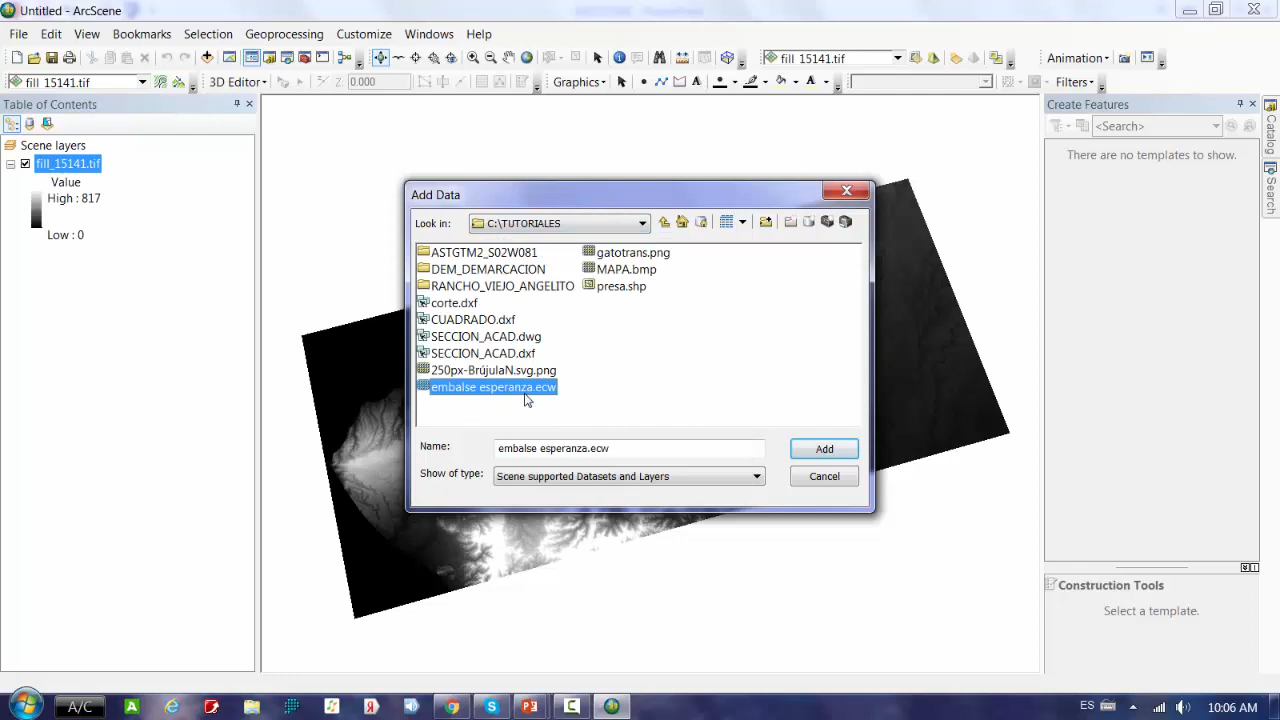 Untitled - ArcScene
File Edit View Bookmarks Selection Geoprocessing Customize Windows Help
fill_15141.tif Animation
fill_15141.tif 3D Editor 0.000 Graphics Filters
Table Of Contents
Scene layers
fill_15141.tif
Value
High : 817
Low : 0
Add Data
Look in: C:\TUTORIALES
ASTGTM2_S02W081
DEM_DEMARCACION
RANCHO_VIEJO_ANGELITO
corte.dxf
CUADRADO.dxf
SECCION_ACAD.dwg
SECCION_ACAD.dxf
250px-BrújulaN.svg.png
embalse esperanza.ecw
gatotrans.png
MAPA.bmp
presa.shp
Name: embalse esperanza.ecw Add
Show of type: Scene supported Datasets and Layers Cancel
Create Features
<Search>
There are no templates to show.
Construction Tools
Select a template.
Catalog
Search
A/C ES 10:06 AM